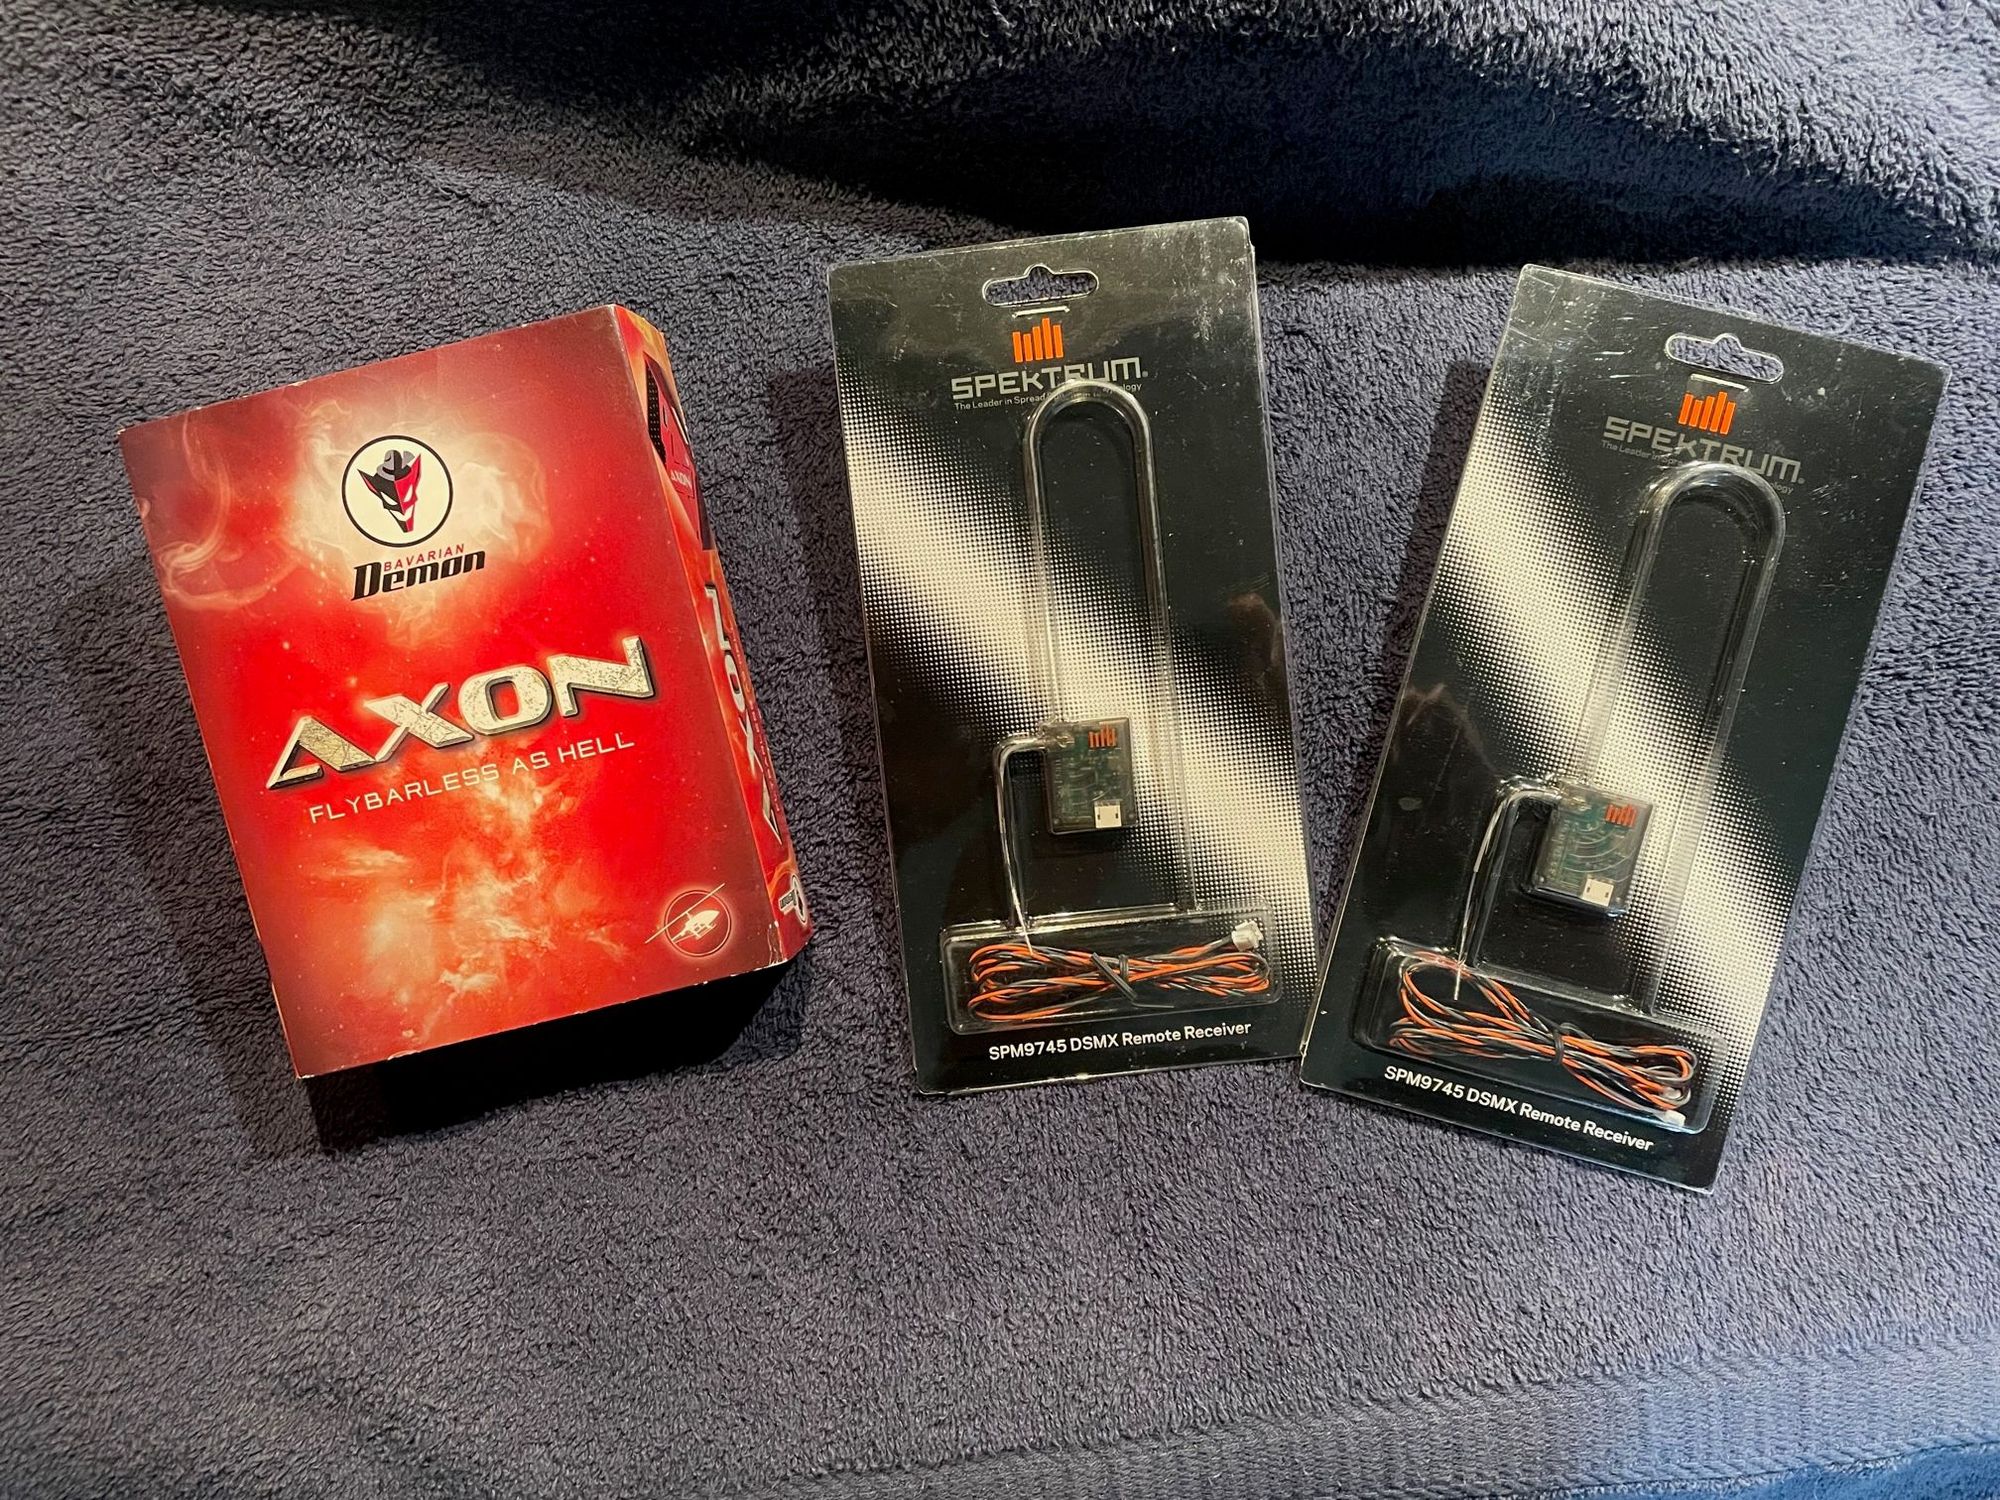 BAVARIAN
Demon
AXON
FLYBARLESS AS HELL
AXON
AXON
SPEKTRUM®
The Leader in Spread
SPM9745 DSMX Remote Receiver
SPEKTRUM®
The Leader
SPM9745 DSMX Remote Receiver